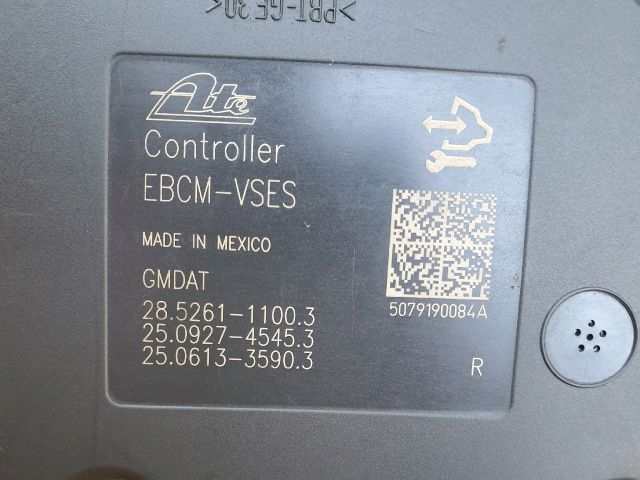 >PBT-GF30<
Ate
Controller
EBCM-VSES
MADE IN MEXICO
GMDAT
28.5261-1100.3
25.0927-4545.3
25.0613-3590.3
5079190084A
R